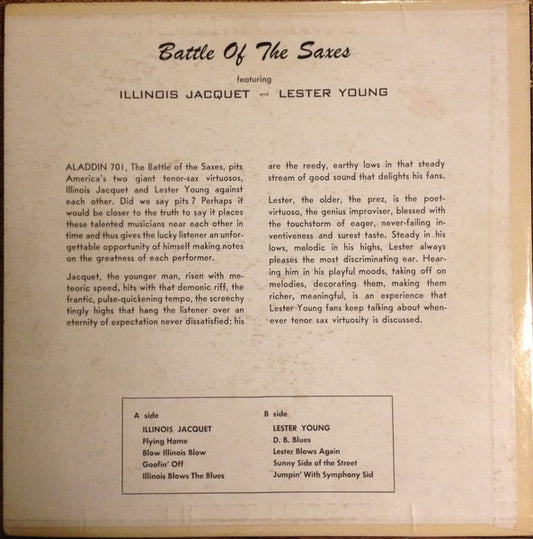 Battle Of The Saxes
featuring
ILLINOIS JACQUET and LESTER YOUNG
ALADDIN 701, The Battle of the Saxes, pits
America's two giant tenor-sax virtuosos,
Illinois Jacquet and Lester Young against
each other. Did we say pits? Perhaps it
would be closer to the truth to say it places
these talented musicians near each other in
time and thus gives the lucky listener an unfor-
gettable opportunity of himself making notes
on the greatness of each performer.
Jacquet, the younger man, risen with me-
teoric speed, hits with that demonic riff, the
frantic, pulse-quickening tempo, the screechy
tingly highs that hang the listener over an
eternity of expectation never dissatisfied; his
are the reedy, earthy lows in that steady
stream of good sound that delights his fans.
Lester, the older, the prez, is the poet-
virtuoso, the genius improviser, blessed with
the touchstorm of eager, never-failing in-
ventiveness and surest taste. Steady in his
lows, melodic in his highs, Lester always
pleases the most discriminating ear. Hear-
ing him in his playful moods, taking off on
melodies, decorating them, making them
richer, meaningful, is an experience that
Lester Young fans keep talking about when-
ever tenor sax virtuosity is discussed.
A side
ILLINOIS JACQUET
Flying Home
Blow Illinois Blow
Goofin' Off
Illinois Blows The Blues
B side
LESTER YOUNG
D. B. Blues
Lester Blows Again
Sunny Side of the Street
Jumpin' With Symphony Sid